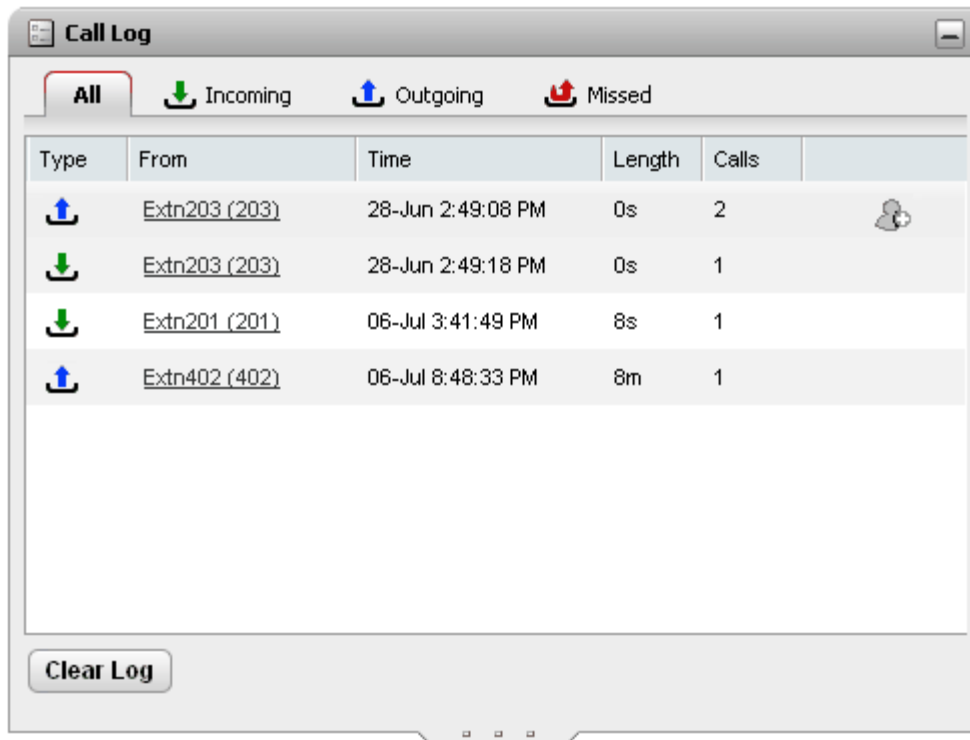 Call Log
All Incoming Outgoing Missed
Type From Time Length Calls
Extn203 (203) 28-Jun 2:49:08 PM 0s 2
Extn203 (203) 28-Jun 2:49:18 PM 0s 1
Extn201 (201) 06-Jul 3:41:49 PM 8s 1
Extn402 (402) 06-Jul 8:48:33 PM 8m 1
Clear Log